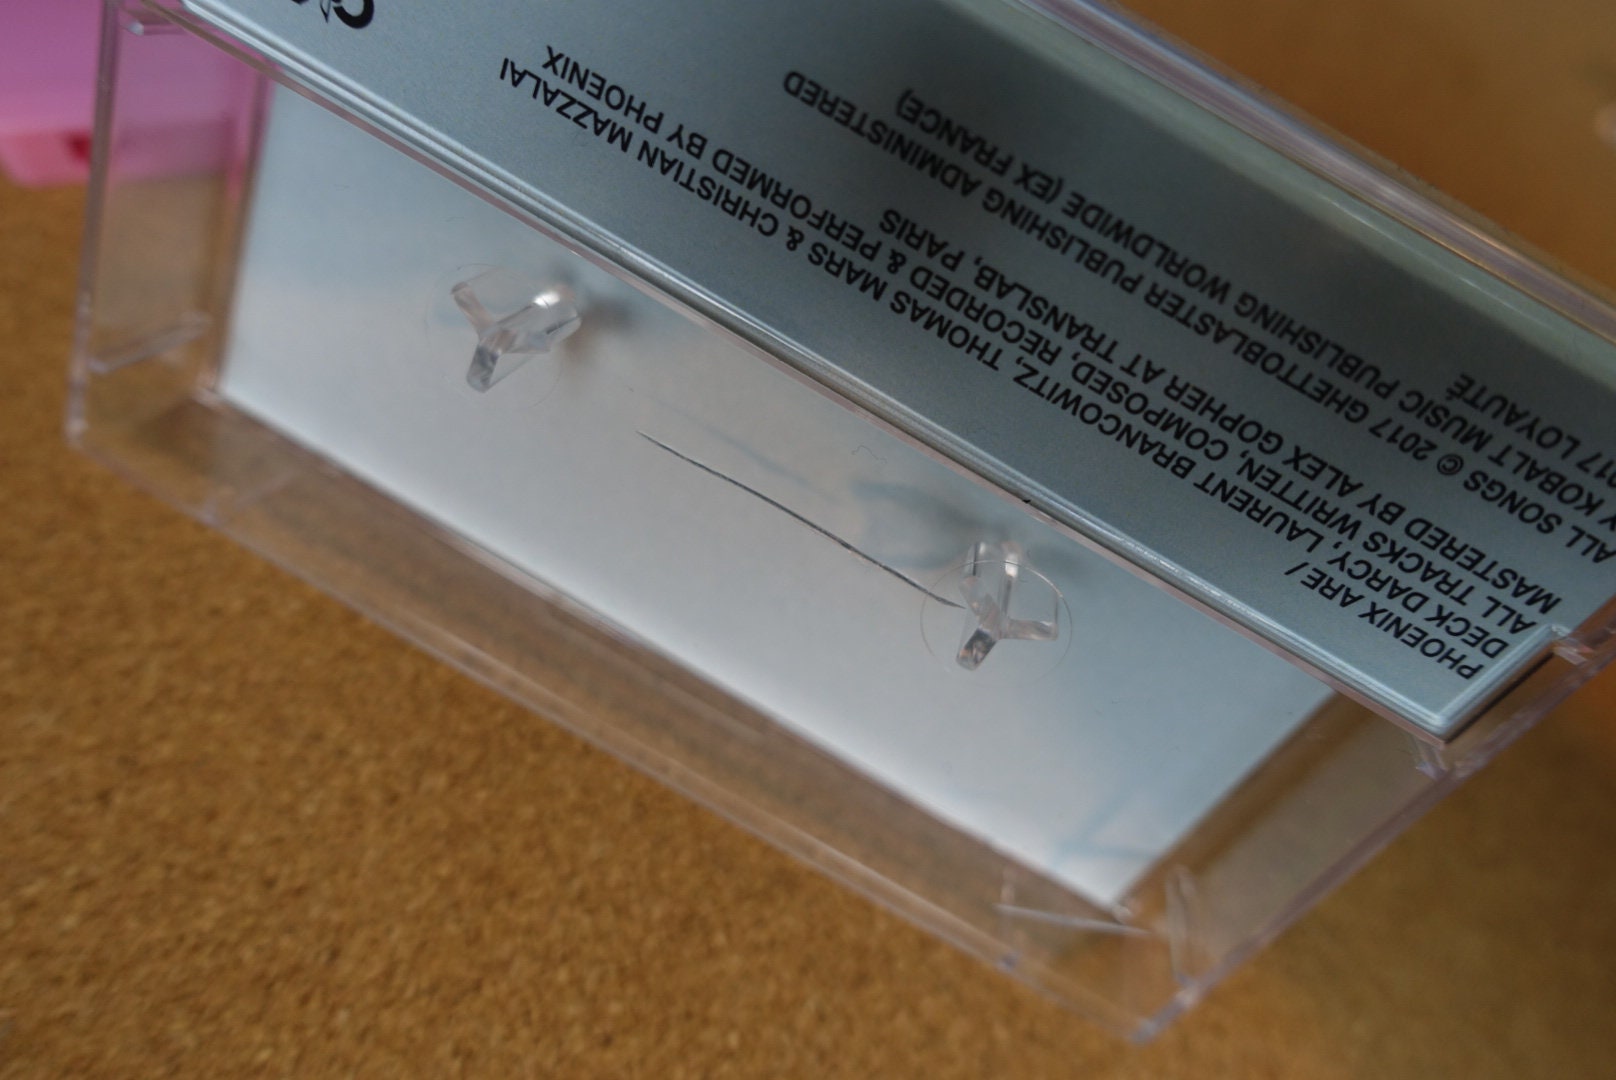 PHOENIX ARE/
DECK DARCY, LAURENT BRANCOWITZ, THOMAS MARS & CHRISTIAN MAZZALAI
ALL TRACKS WRITTEN, COMPOSED, RECORDED & PERFORMED BY PHOENIX
MASTERED BY ALEX GOPHER AT TRANSLAB, PARIS
ALL SONGS © 2017 GHETTOBLASTER PUBLISHING ADMINISTERED
Y KOBALT MUSIC PUBLISHING WORLDWIDE (EX FRANCE)
017 LOYAUTÉ